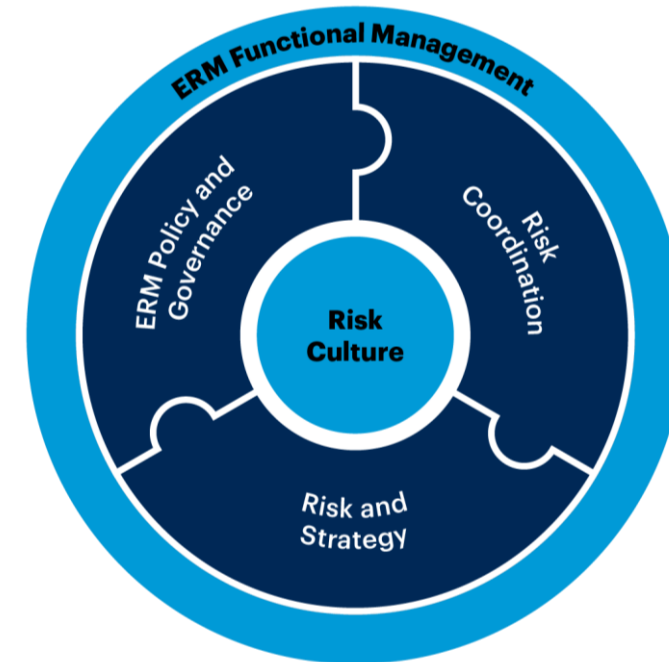 ERM Functional Management
ERM Policy and
Governance
Risk
Coordination
Risk
Culture
Risk and
Strategy